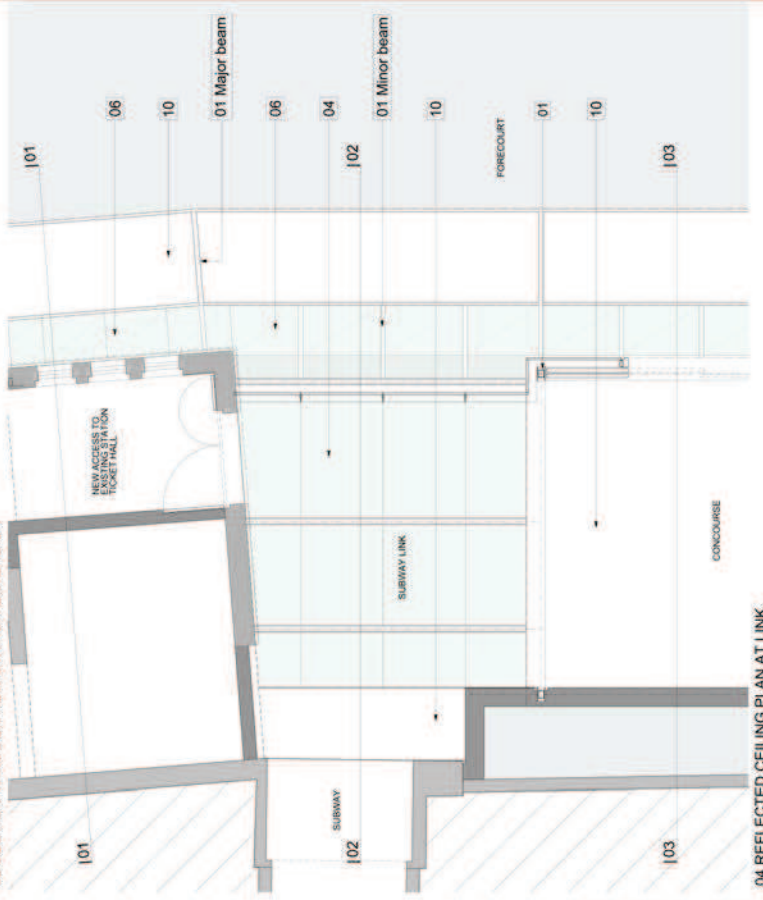 |01
06
10
01 Major beam
06
04
|02
01 Minor beam
10
FORECOURT
01
10
|03
NEW ACCESS TO
EXISTING STATION
TICKET HALL
SUBWAY LINK
CONCOURSE
SUBWAY
|01
|02
|03
04 REFLECTED CEILING PLAN AT LINK